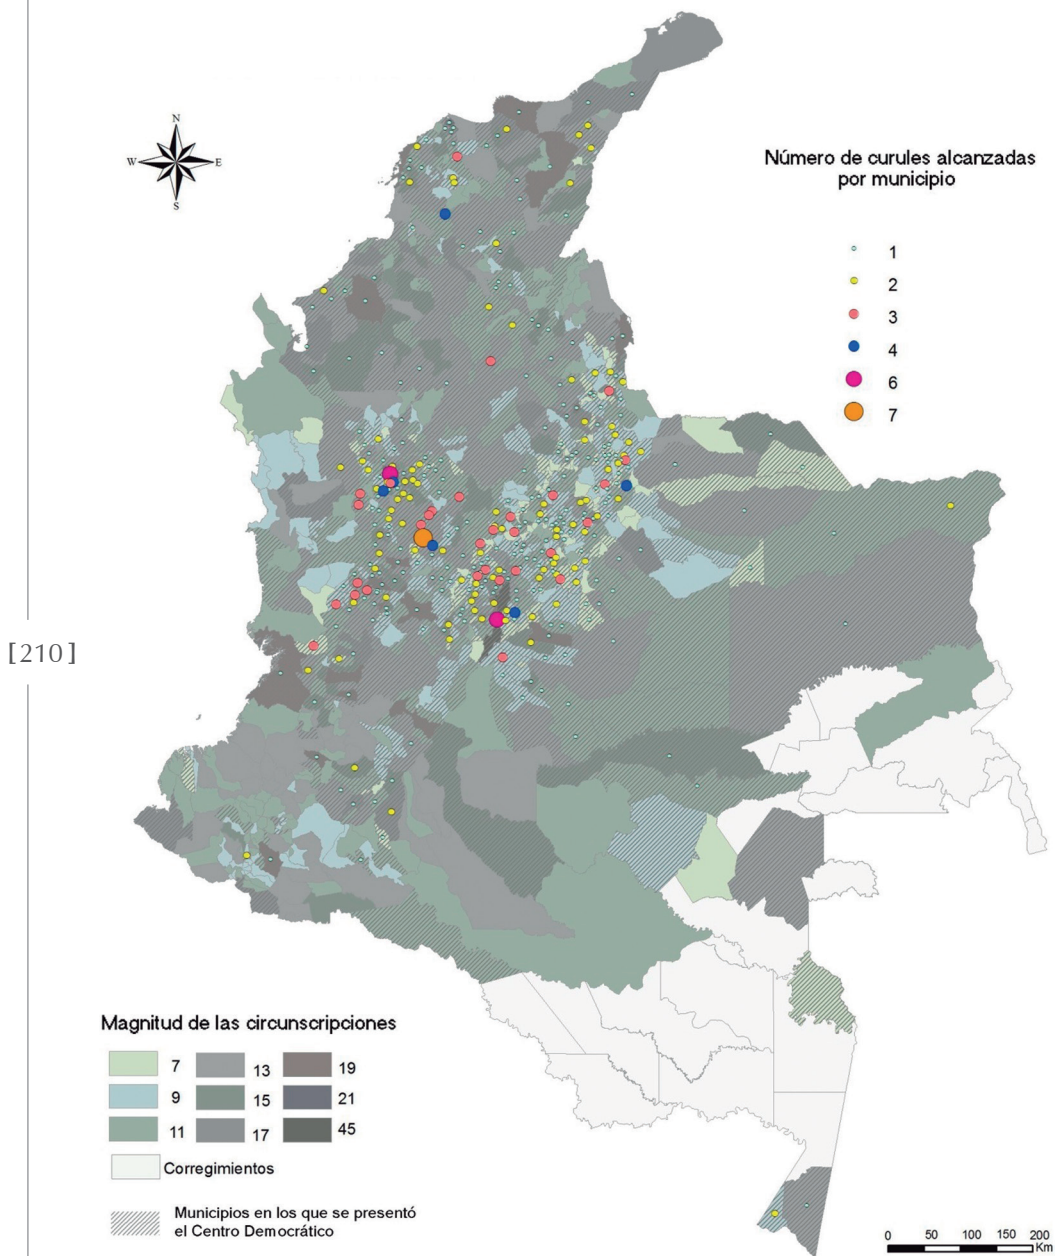 N
W E
S
Número de curules alcanzadas
por municipio
1
2
3
4
6
7
[210]
Magnitud de las circunscripciones
7 13 19
9 15 21
11 17 45
Corregimientos
Municipios en los que se presentó
el Centro Democrático
0 50 100 150 200
Km